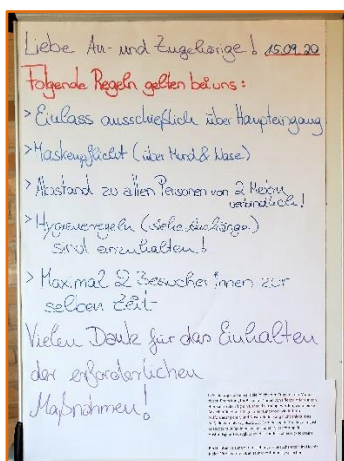 Liebe An- und Zugehörige! 15.09.20
Folgende Regeln gelten bei uns:
> Einlass ausschießlich über Haupteingang
> Maskenpflicht (über Mund & Nase)
> Abstand zu allen Personen von 2 Metern
verbindlich!
> Hygieneregeln (siehe Aushänge)
sind einzuhalten!
> Maximal 2 Besucher:innen zur
selben Zeit
Vielen Dank für das Einhalten
der erforderlichen
Maßnahmen!